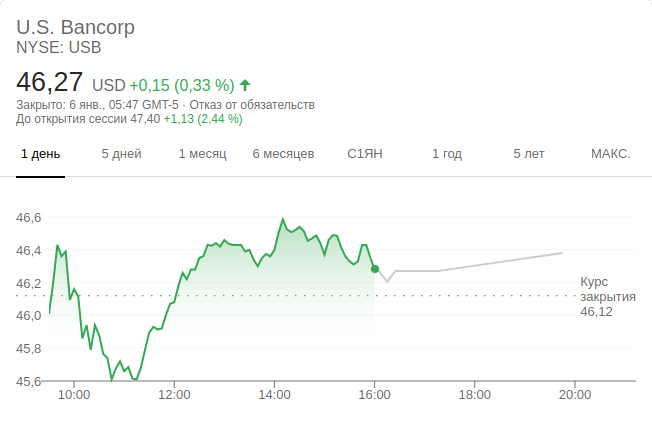 U.S. Bancorp
NYSE: USB
46,27 USD +0,15 (0,33 %)
Закрыто: 6 янв., 05:47 GMT-5 · Отказ от обязательств
До открытия сессии 47,40 +1,13 (2,44 %)
1 день 5 дней 1 месяц 6 месяцев С1ЯН 1 год 5 лет МАКС.
46,6
46,4
46,2
46,0
45,8
45,6
Курс
закрытия
46,12
10:00 12:00 14:00 16:00 18:00 20:00